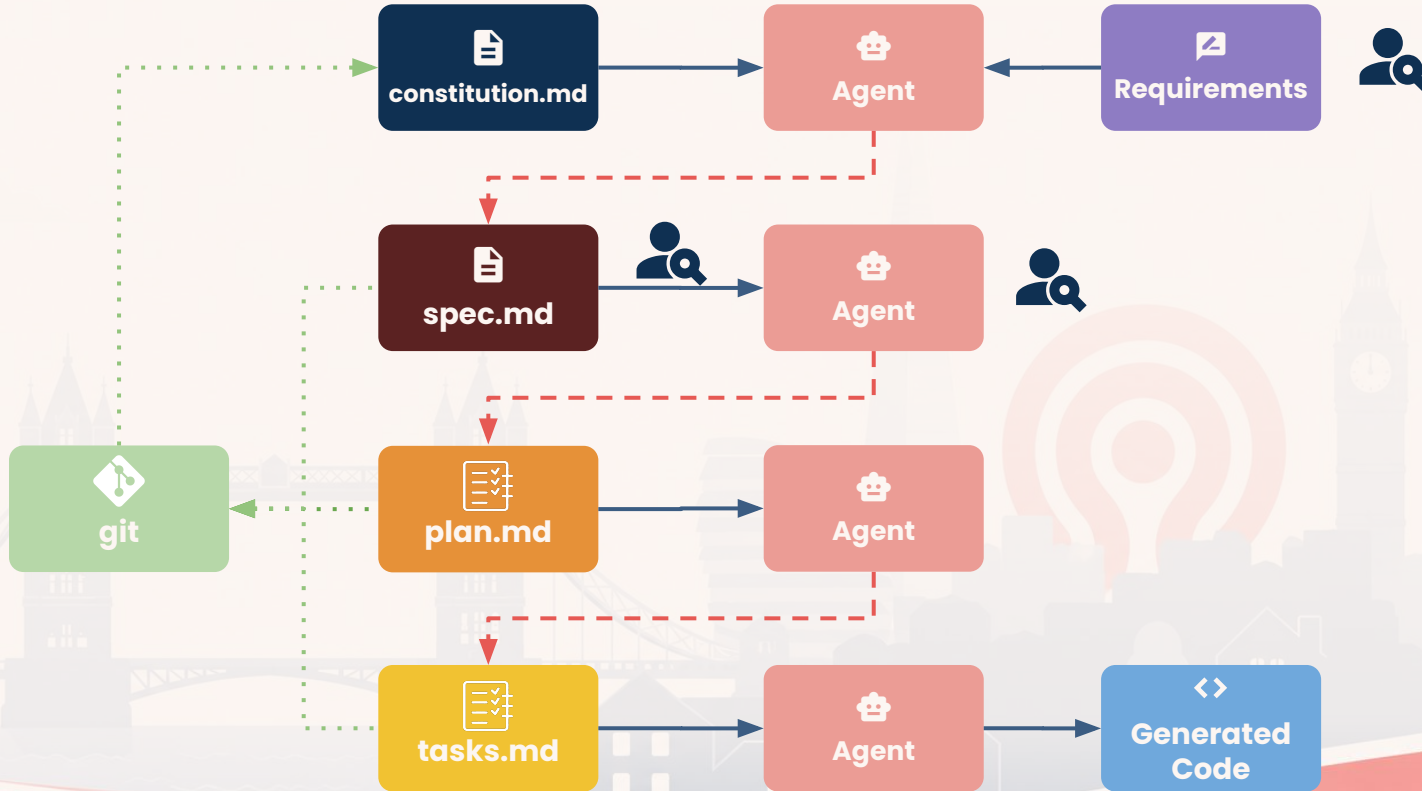 constitution.md
Agent
Requirements
spec.md
Agent
git
plan.md
Agent
tasks.md
Agent
Generated
Code